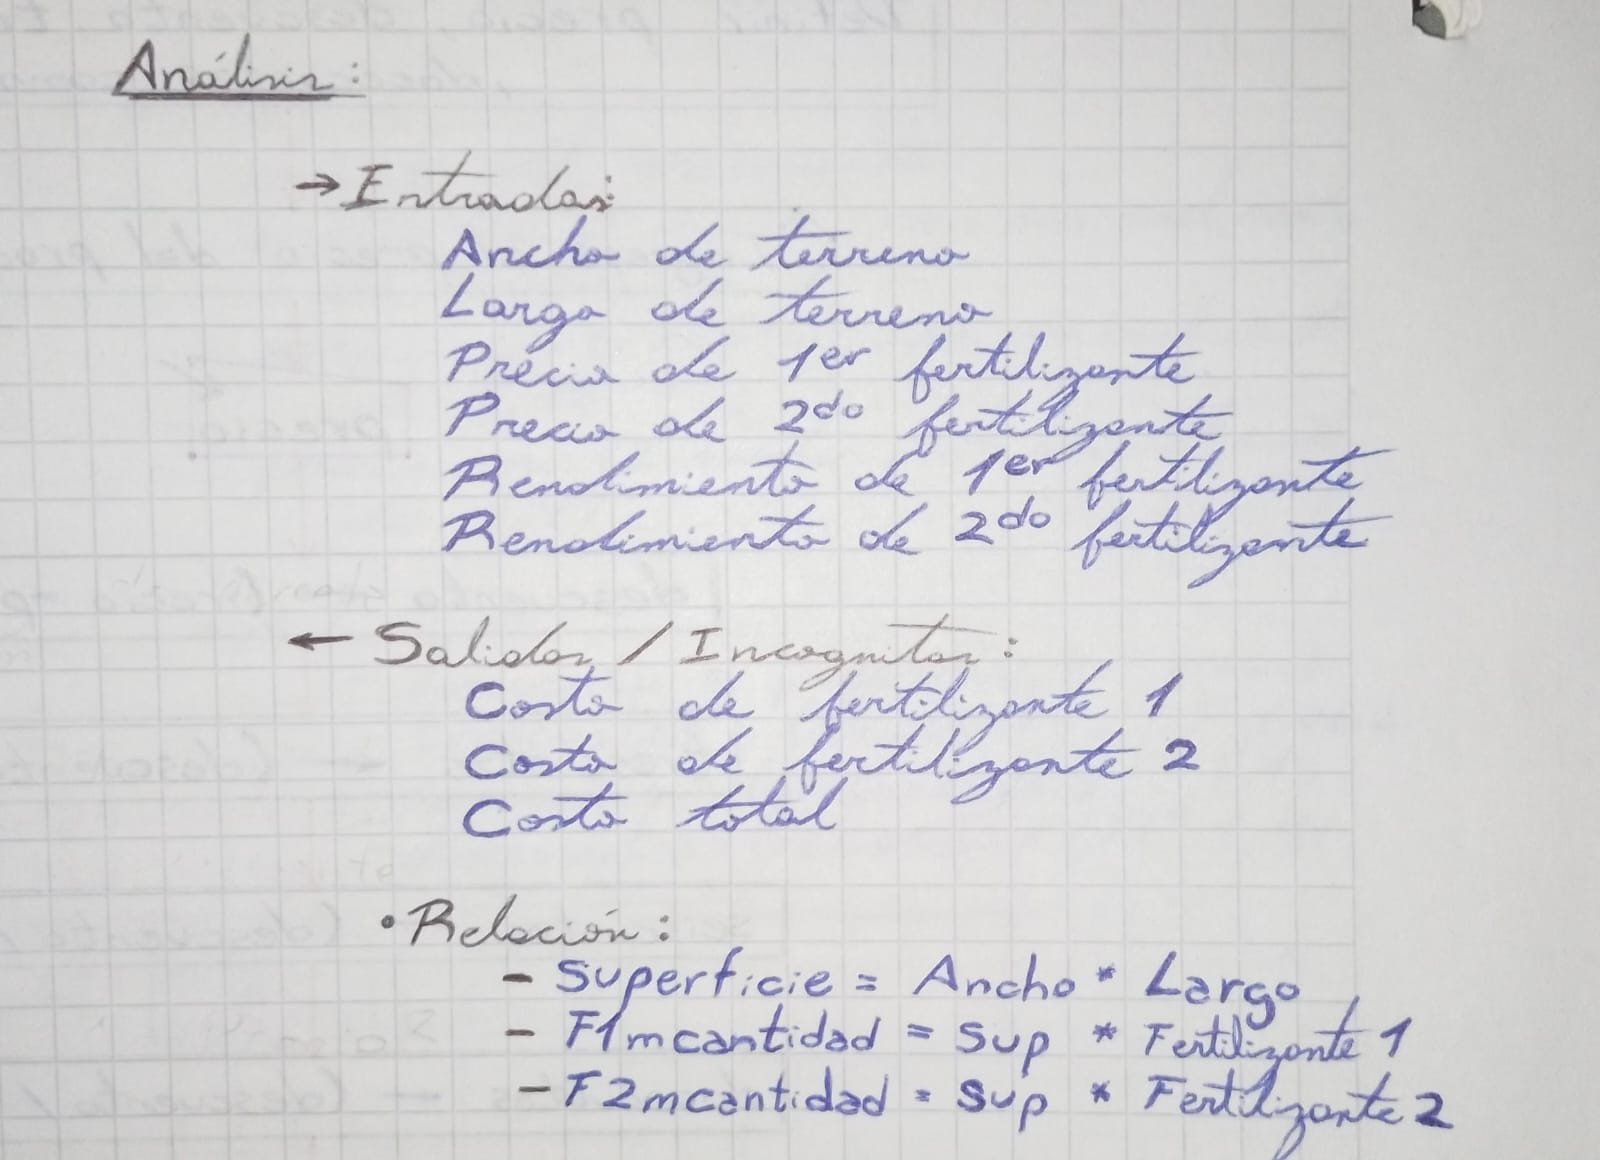 Análisis:
→ Entradas:
Ancho de terreno
Largo de terreno
Precio de 1er fertilizante
Precio de 2do fertilizante
Rendimiento de 1er fertilizante
Rendimiento de 2do fertilizante
← Salidas / Incognitas:
Costo de fertilizante 1
Costo de fertilizante 2
Costo total
• Relación:
- Superficie = Ancho * Largo
- F1mcantidad = Sup * Fertilizante 1
- F2mcantidad = Sup * Fertilizante 2